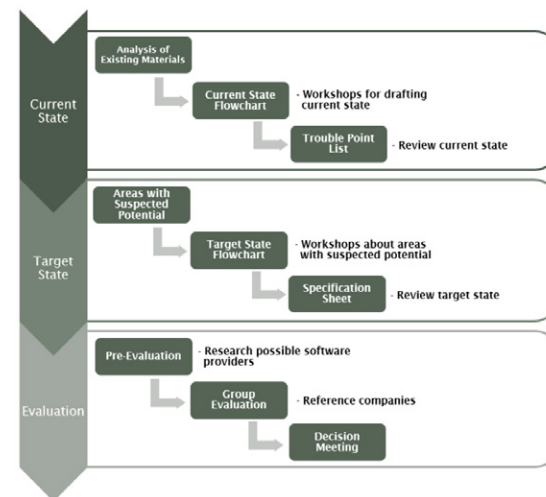 Current
State
Analysis of
Existing Materials
Current State
Flowchart
- Workshops for drafting
current state
Trouble Point
List
- Review current state
Target
State
Areas with
Suspected
Potential
Target State
Flowchart
- Workshops about areas
with suspected potential
Specification
Sheet
- Review target state
Evaluation
Pre-Evaluation
- Research possible software
providers
Group
Evaluation
- Reference companies
Decision
Meeting